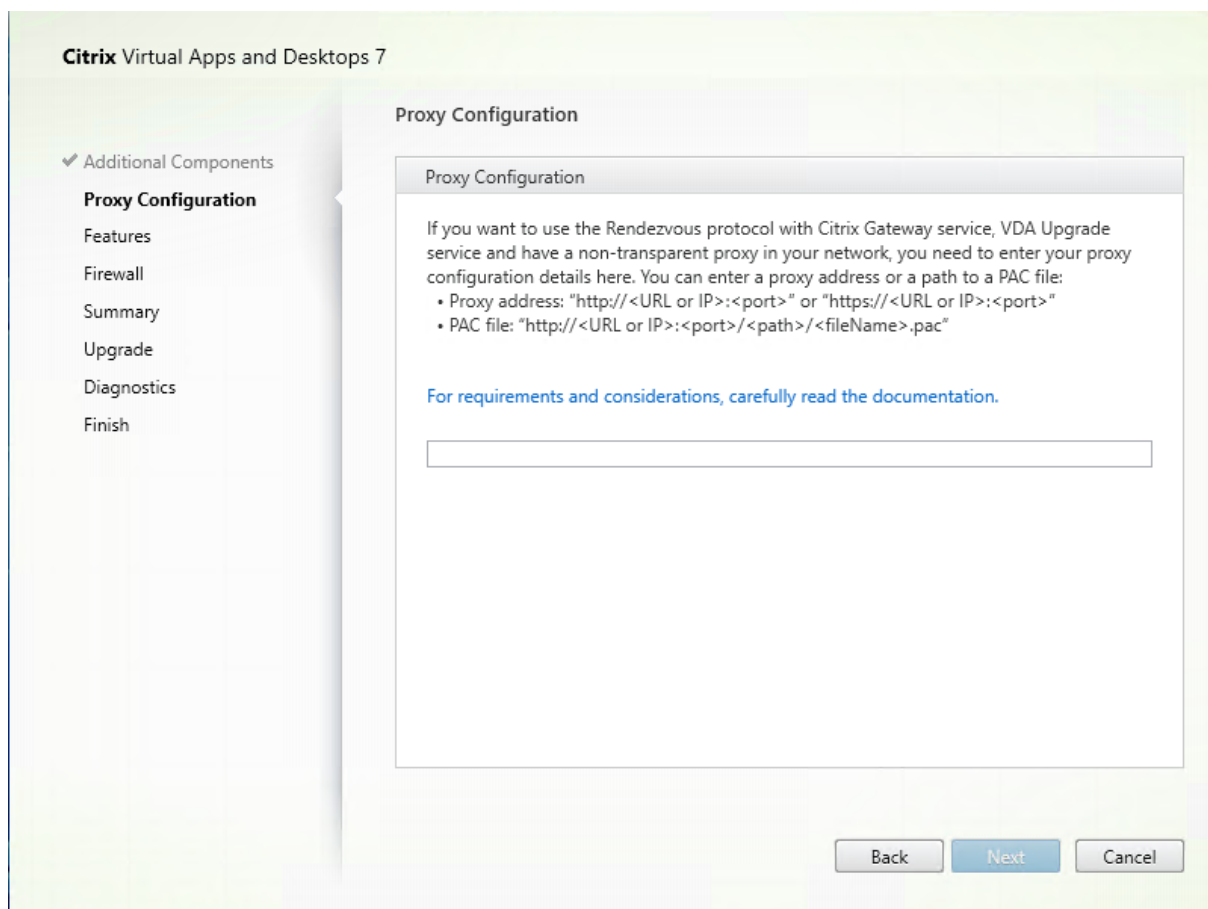 Citrix Virtual Apps and Desktops 7
Additional Components
Proxy Configuration
Features
Firewall
Summary
Upgrade
Diagnostics
Finish
Proxy Configuration
Proxy Configuration
If you want to use the Rendezvous protocol with Citrix Gateway service, VDA Upgrade
service and have a non-transparent proxy in your network, you need to enter your proxy
configuration details here. You can enter a proxy address or a path to a PAC file:
• Proxy address: "http://<URL or IP>:<port>" or "https://<URL or IP>:<port>"
• PAC file: "http://<URL or IP>:<port>/<path>/<fileName>.pac"
For requirements and considerations, carefully read the documentation.
Back
Next
Cancel